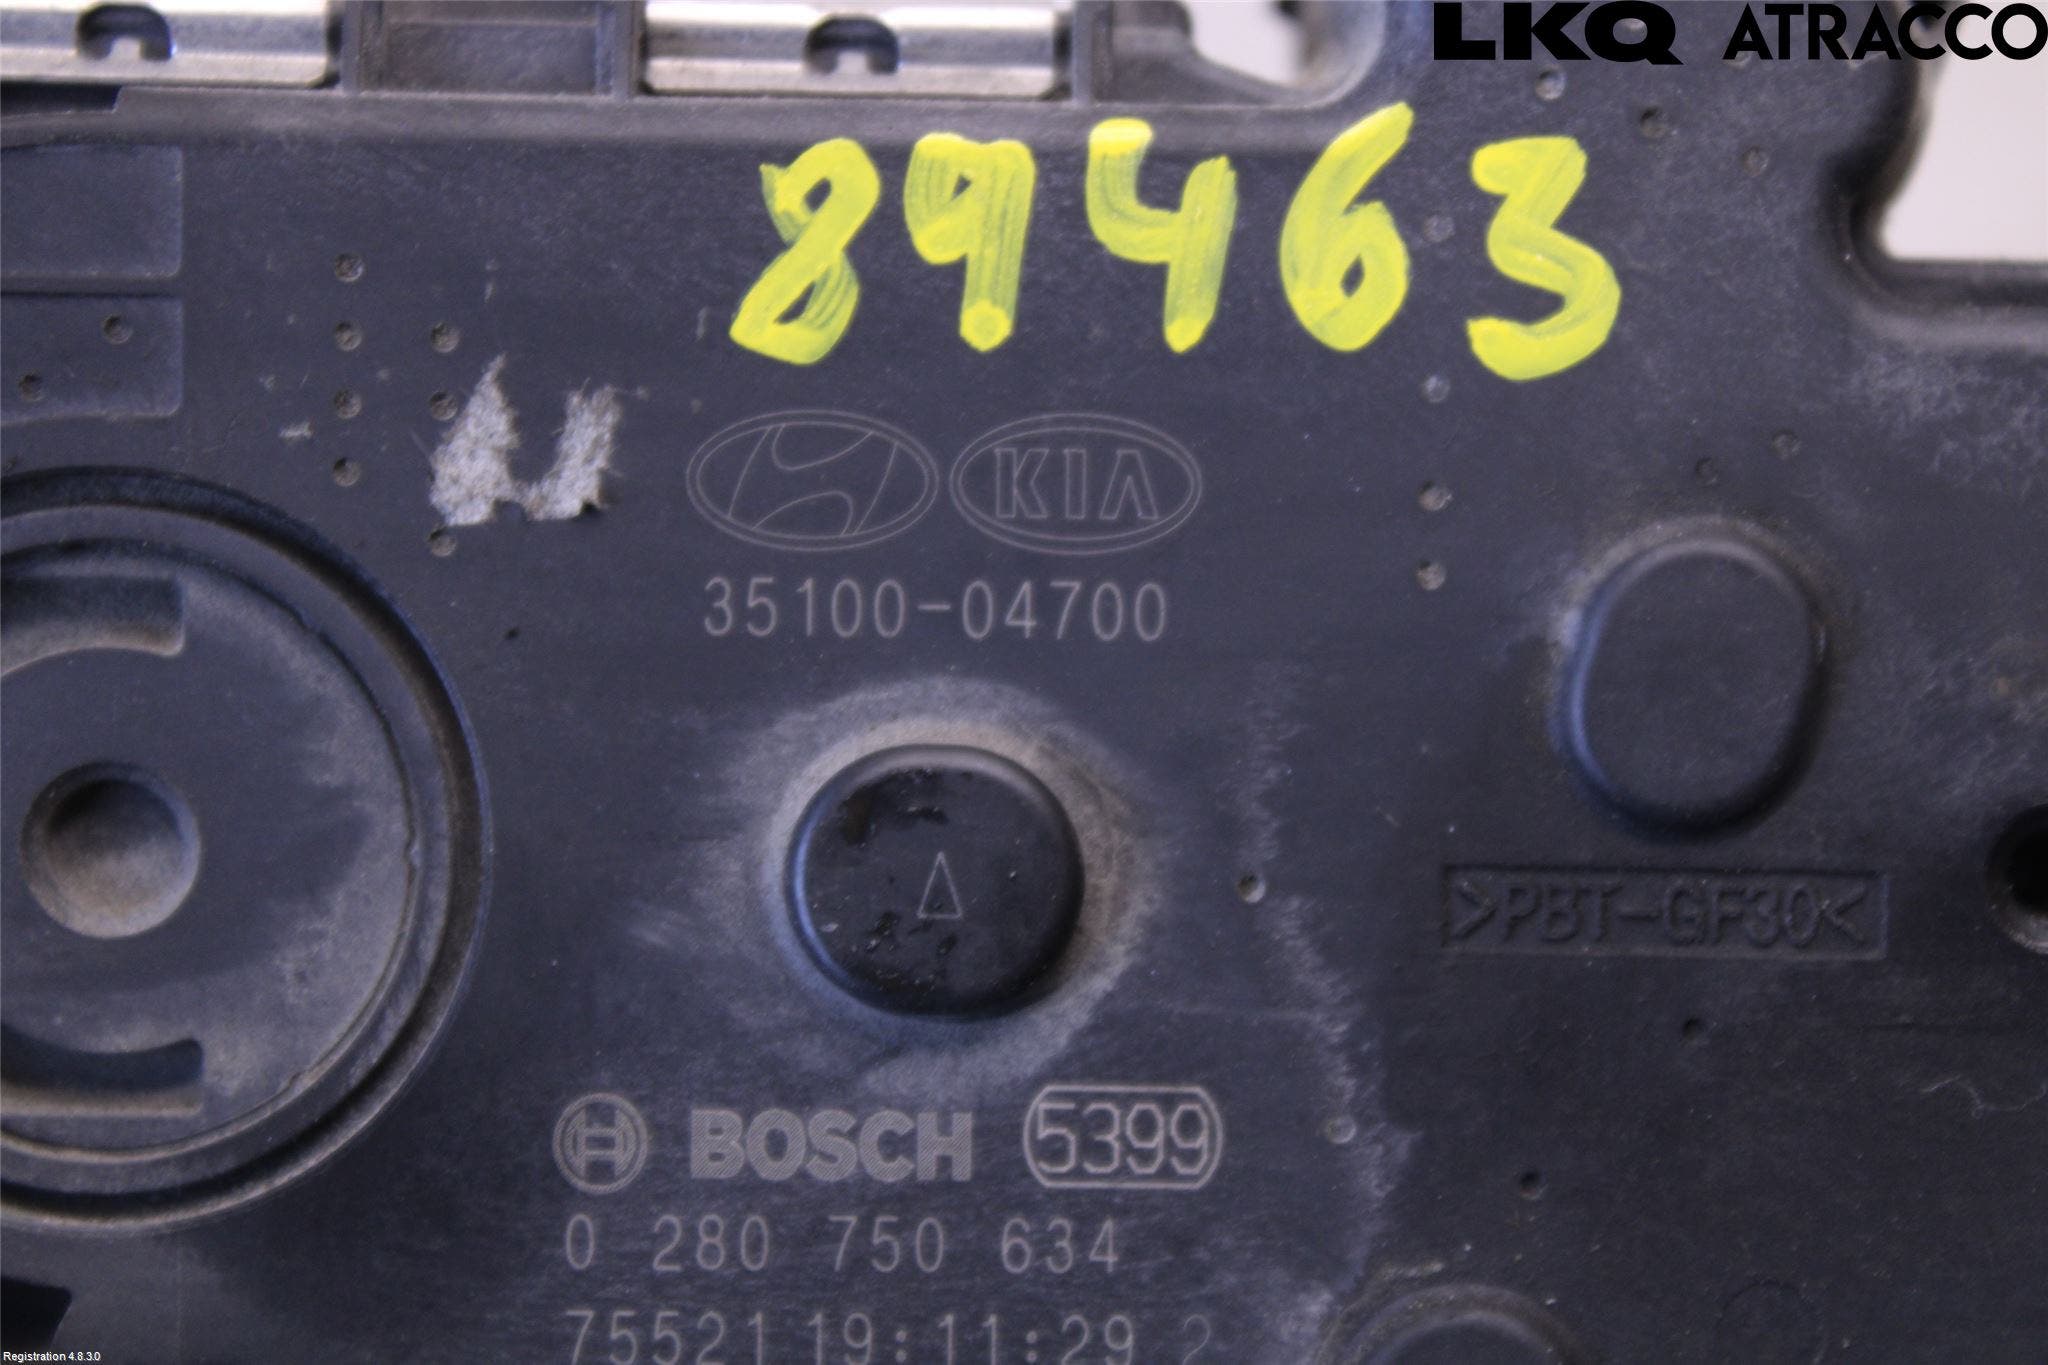 LKQ ATRACCO
89463
KIA
35100-04700
>PBT-GF30<
BOSCH 5399
0 280 750 634
75521 19:11:29 2
Registration 4.8.3.0